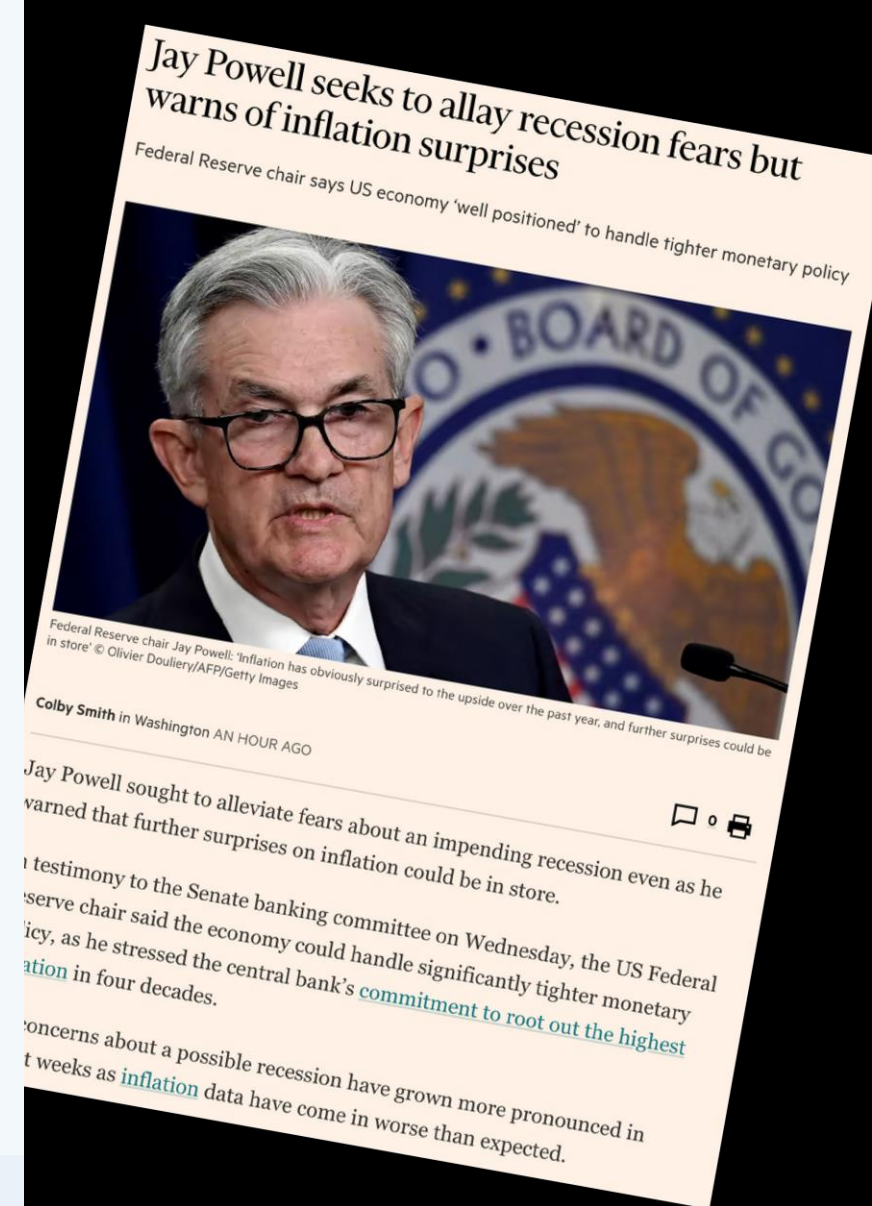 Jay Powell seeks to allay recession fears but
warns of inflation surprises
Federal Reserve chair says US economy ‘well positioned’ to handle tighter monetary policy
O • BOARD OF GO
Federal Reserve chair Jay Powell: ‘Inflation has obviously surprised to the upside over the past year, and further surprises could be
in store’ © Olivier Douliery/AFP/Getty Images
Colby Smith in Washington AN HOUR AGO
0
Jay Powell sought to alleviate fears about an impending recession even as he
warned that further surprises on inflation could be in store.
testimony to the Senate banking committee on Wednesday, the US Federal
serve chair said the economy could handle significantly tighter monetary
icy, as he stressed the central bank’s commitment to root out the highest
ation in four decades.
concerns about a possible recession have grown more pronounced in
t weeks as inflation data have come in worse than expected.